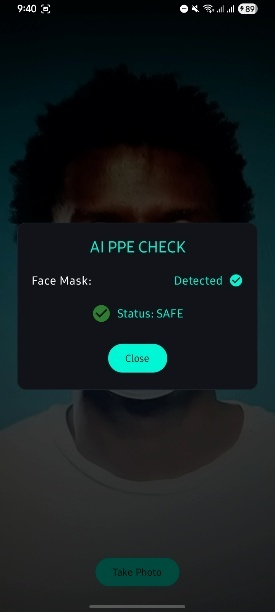 9:40
89
AI PPE CHECK
Face Mask: Detected
Status: SAFE
Close
Take Photo